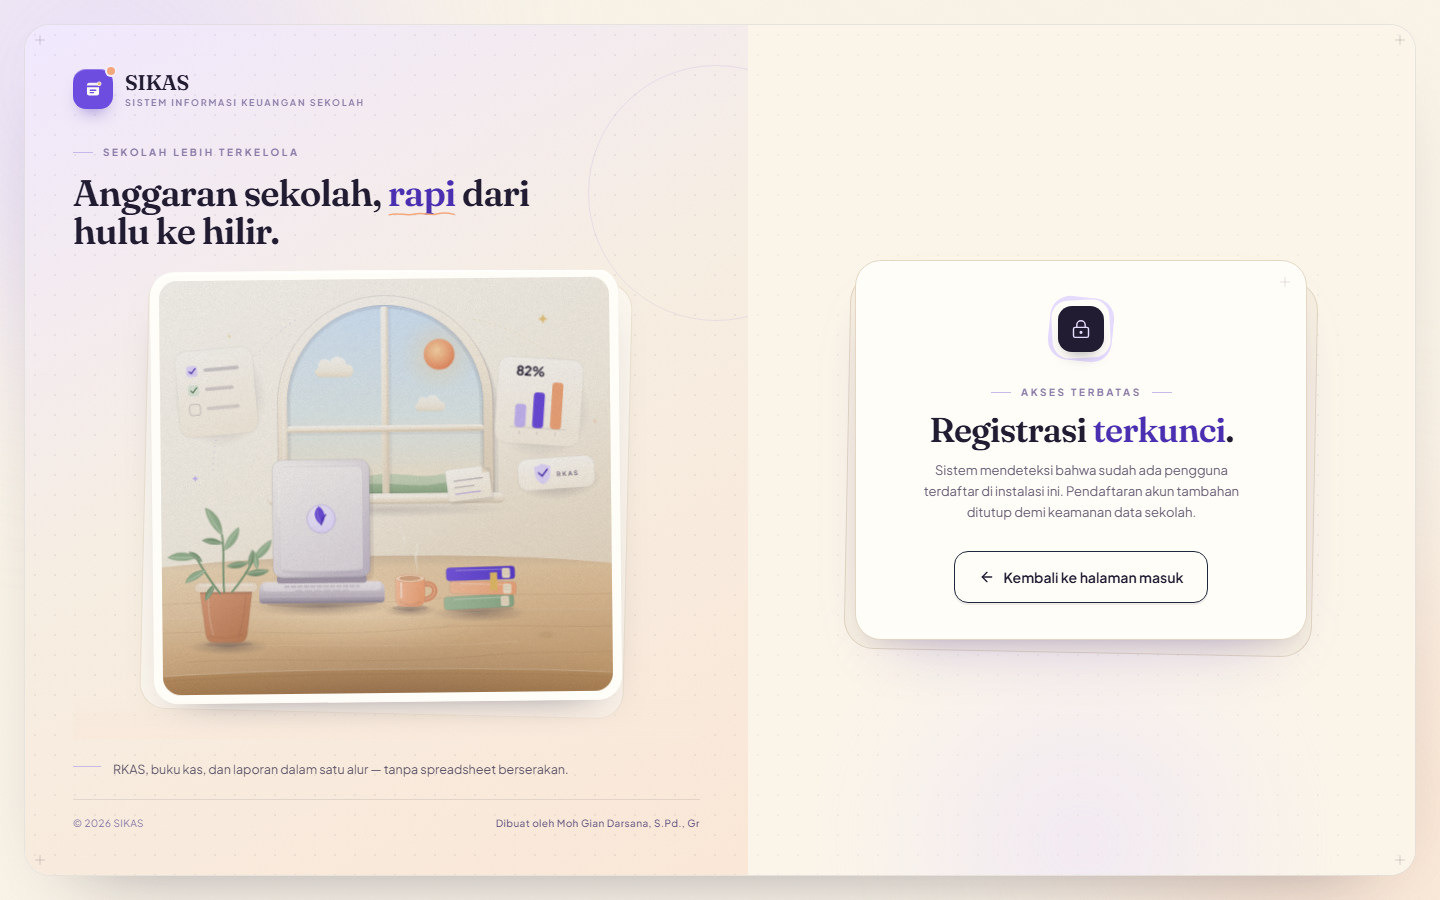 SIKAS
SISTEM INFORMASI KEUANGAN SEKOLAH
SEKOLAH LEBIH TERKELOLA
Anggaran sekolah, rapi dari
hulu ke hilir.
82%
RKAS
RKAS, buku kas, dan laporan dalam satu alur — tanpa spreadsheet berserakan.
© 2026 SIKAS
Dibuat oleh Moh Gian Darsana, S.Pd., Gr
AKSES TERBATAS
Registrasi terkunci.
Sistem mendeteksi bahwa sudah ada pengguna
terdaftar di instalasi ini. Pendaftaran akun tambahan
ditutup demi keamanan data sekolah.
← Kembali ke halaman masuk